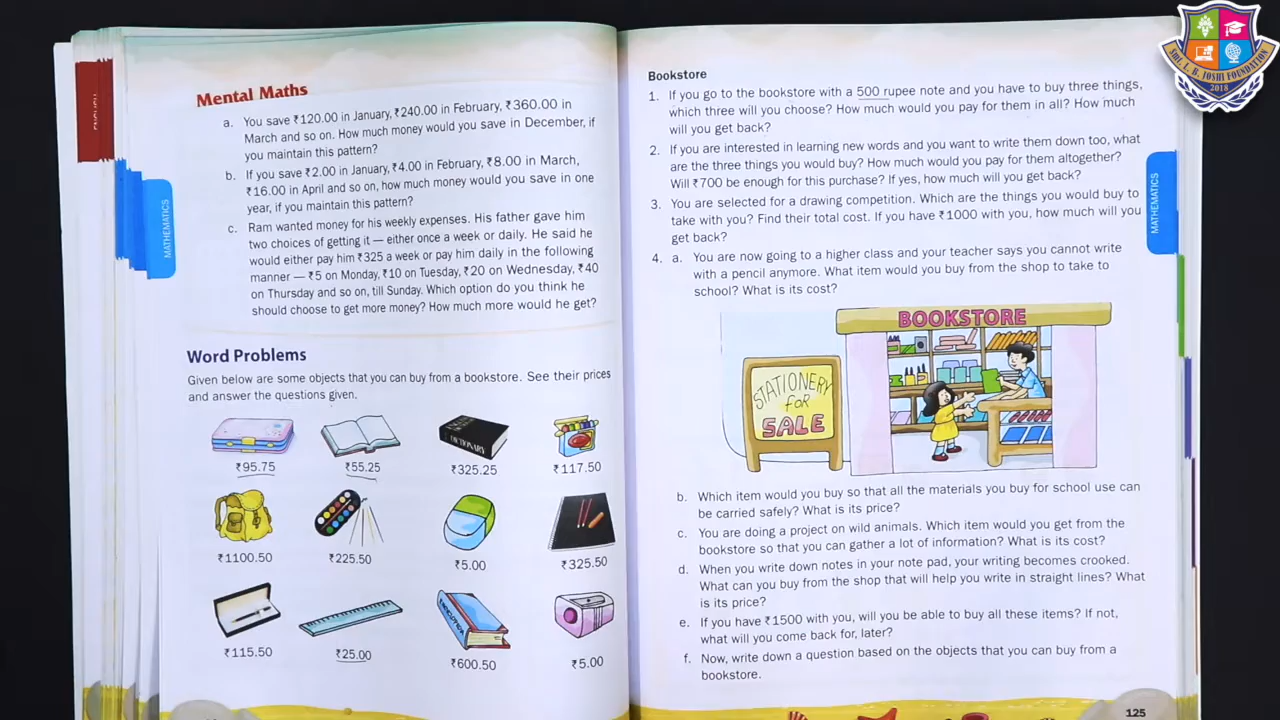 Mental Maths
a. You save ₹120.00 in January, ₹240.00 in February, ₹360.00 in
March and so on. How much money would you save in December, if
you maintain this pattern?
b. If you save ₹2.00 in January, ₹4.00 in February, ₹8.00 in March,
₹16.00 in April and so on, how much money would you save in one
year, if you maintain this pattern?
c. Ram wanted money for his weekly expenses. His father gave him
two choices of getting it — either once a week or daily. He said he
would either pay him ₹325 a week or pay him daily in the following
manner — ₹5 on Monday, ₹10 on Tuesday, ₹20 on Wednesday, ₹40
on Thursday and so on, till Sunday. Which option do you think he
should choose to get more money? How much more would he get?
Word Problems
Given below are some objects that you can buy from a bookstore. See their prices
and answer the questions given.
DICTIONARY
₹95.75 ₹55.25 ₹325.25 ₹117.50
₹1100.50 ₹225.50 ₹5.00 ₹325.50
₹115.50 ₹25.00 ₹600.50 ₹5.00
MATHEMATICS
Bookstore
1. If you go to the bookstore with a 500 rupee note and you have to buy three things,
which three will you choose? How much would you pay for them in all? How much
will you get back?
2. If you are interested in learning new words and you want to write them down too, what
are the three things you would buy? How much would you pay for them altogether?
Will ₹700 be enough for this purchase? If yes, how much will you get back?
3. You are selected for a drawing competition. Which are the things you would buy to
take with you? Find their total cost. If you have ₹1000 with you, how much will you
get back?
4. a. You are now going to a higher class and your teacher says you cannot write
with a pencil anymore. What item would you buy from the shop to take to
school? What is its cost?
BOOKSTORE
STATIONERY
for
SALE
b. Which item would you buy so that all the materials you buy for school use can
be carried safely? What is its price?
c. You are doing a project on wild animals. Which item would you get from the
bookstore so that you can gather a lot of information? What is its cost?
d. When you write down notes in your note pad, your writing becomes crooked.
What can you buy from the shop that will help you write in straight lines? What
is its price?
e. If you have ₹1500 with you, will you be able to buy all these items? If not,
what will you come back for, later?
f. Now, write down a question based on the objects that you can buy from a
bookstore.
125
MATHEMATICS
ENGLISH
SHL. L. B. JOSHI FOUNDATION
2018